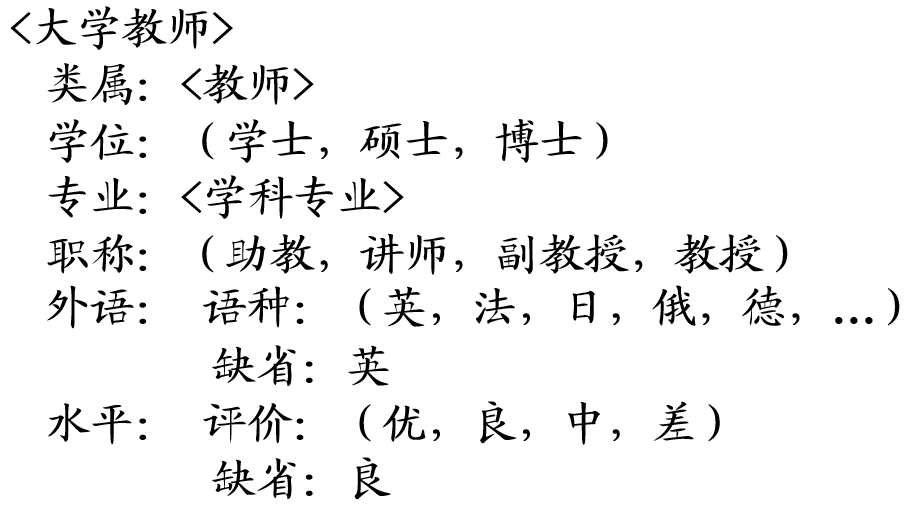 <大学教师>
类属：<教师>
学位：（学士，硕士，博士）
专业：<学科专业>
职称：（助教，讲师，副教授，教授）
外语： 语种：（英，法，日，俄，德，…）
缺省：英
水平： 评价：（优，良，中，差）
缺省：良